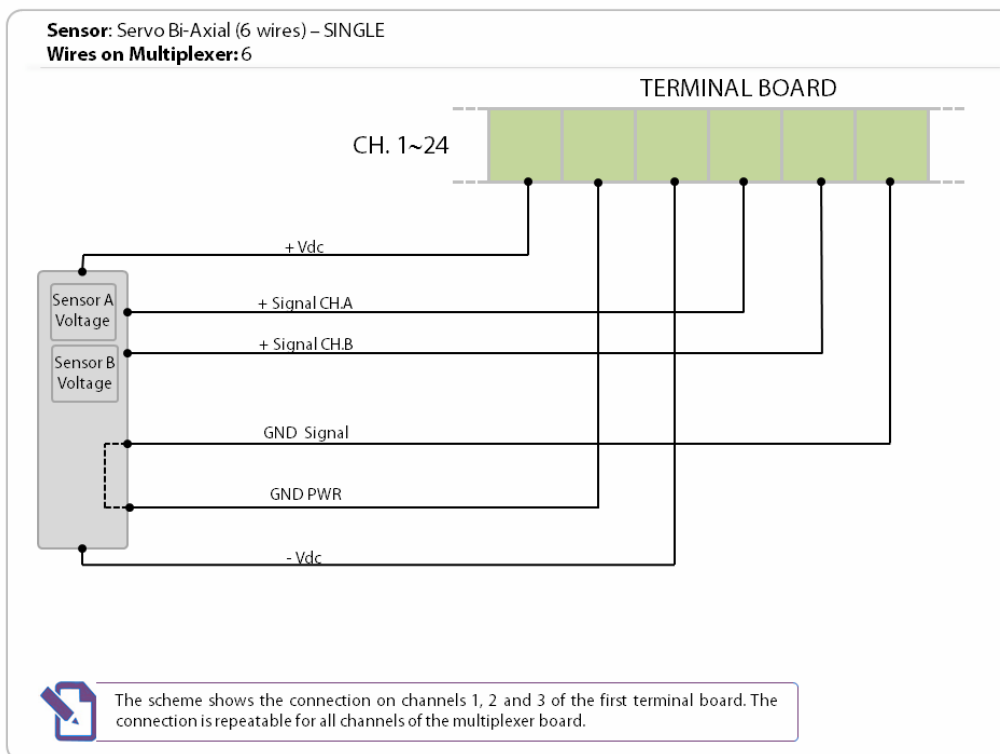 Sensor: Servo Bi-Axial (6 wires) – SINGLE
Wires on Multiplexer: 6
TERMINAL BOARD
CH. 1~24
+ Vdc
Sensor A
Voltage
+ Signal CH.A
+ Signal CH.B
Sensor B
Voltage
GND Signal
GND PWR
- Vdc
The scheme shows the connection on channels 1, 2 and 3 of the first terminal board. The
connection is repeatable for all channels of the multiplexer board.